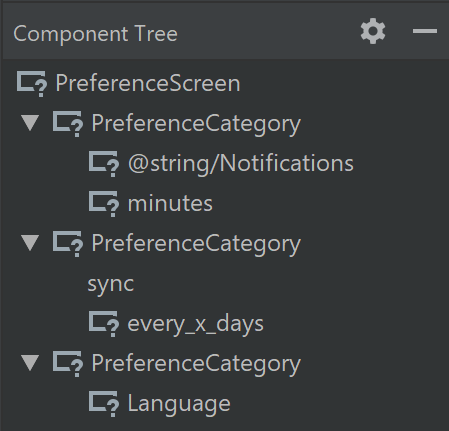 Component Tree
PreferenceScreen
PreferenceCategory
@string/Notifications
minutes
PreferenceCategory
sync
every_x_days
PreferenceCategory
Language